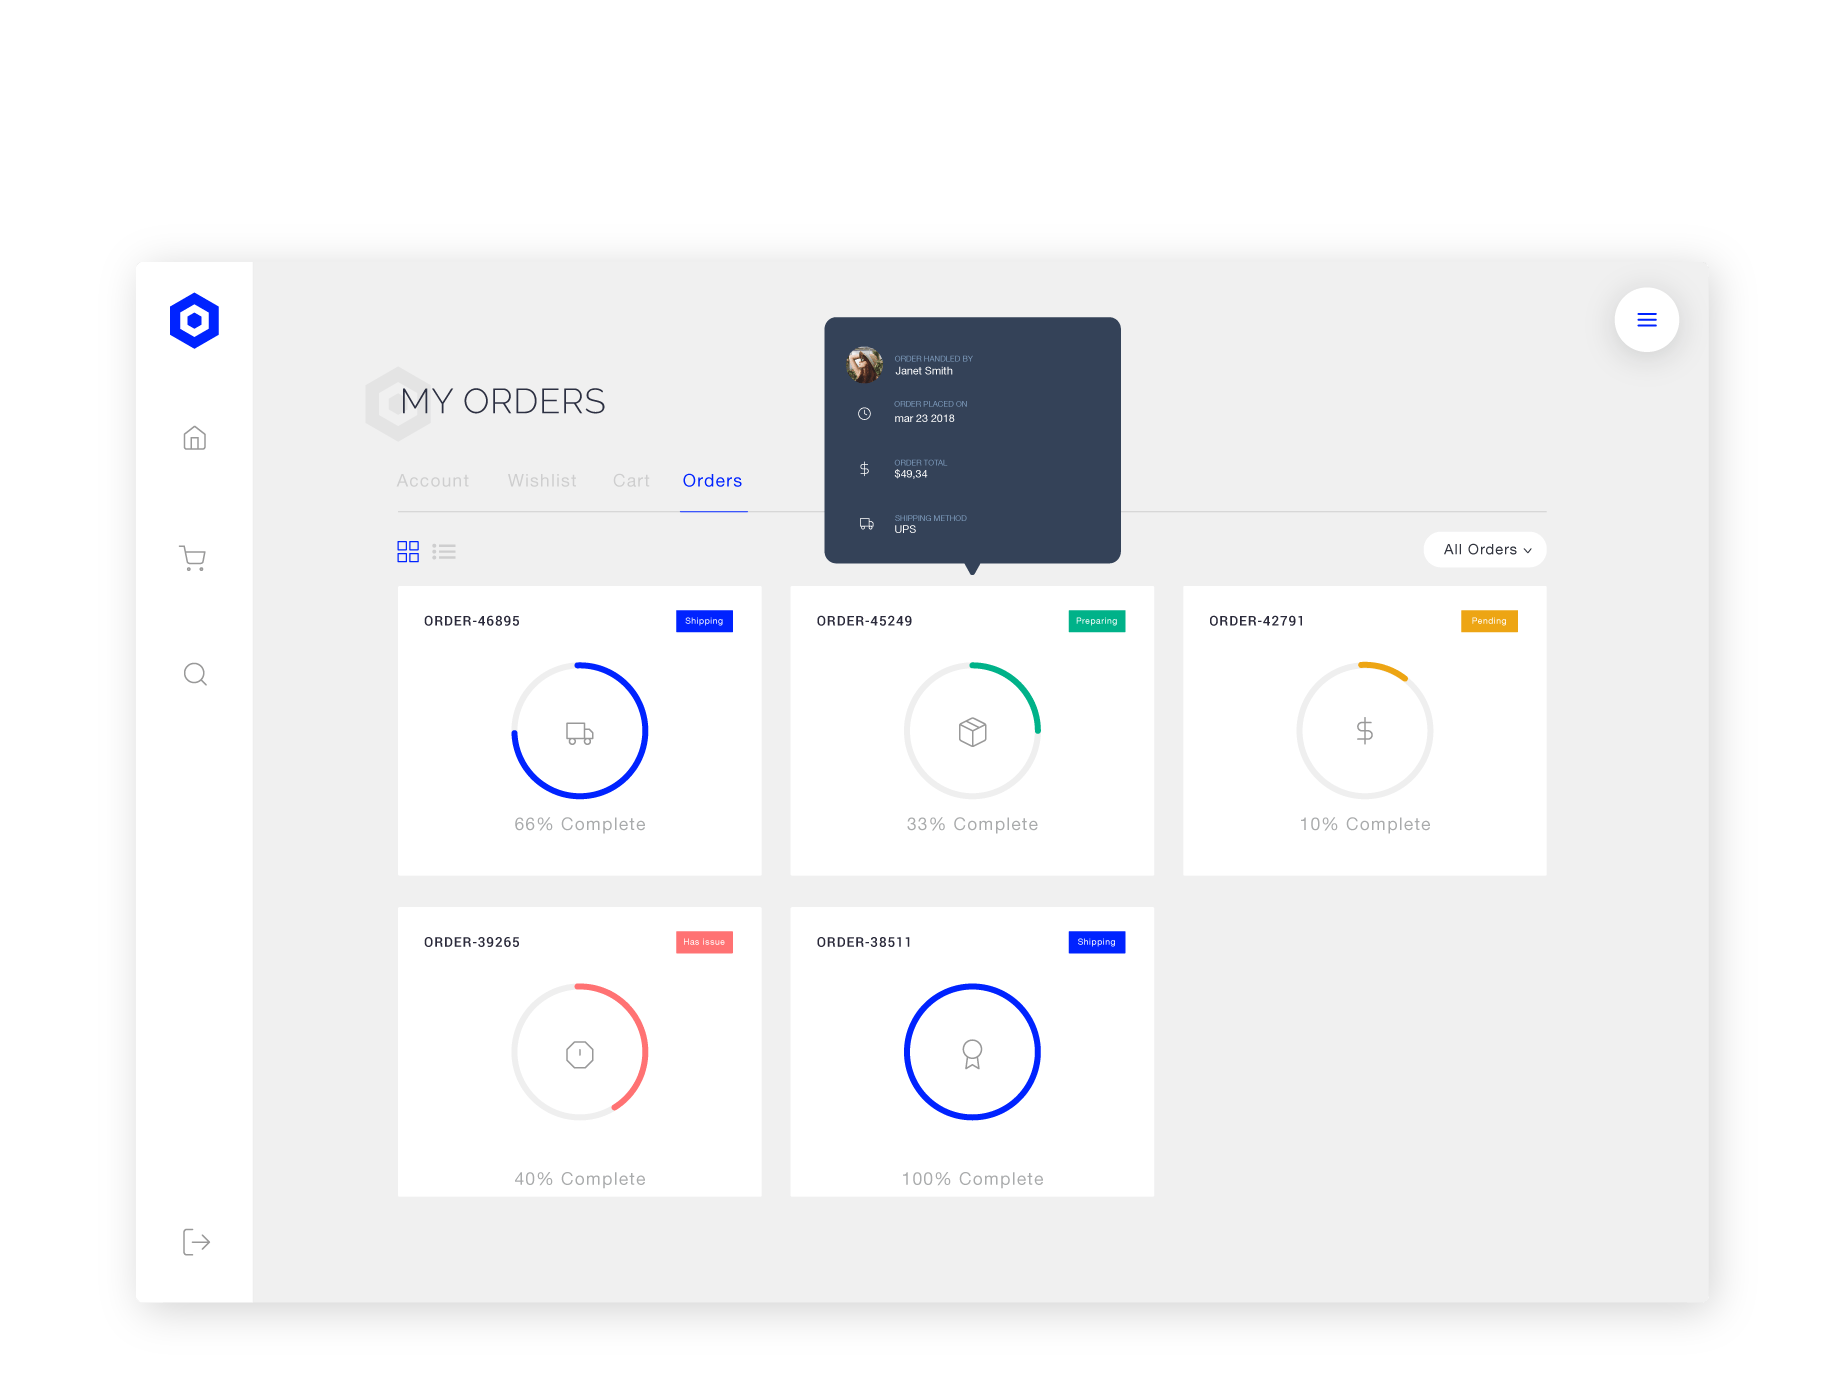 MY ORDERS
Account
Wishlist
Cart
Orders
ORDER HANDLED BY
Janet Smith
ORDER PLACED ON
mar 23 2018
ORDER TOTAL
$49,34
SHIPPING METHOD
UPS
All Orders
ORDER-46895
Shipping
66% Complete
ORDER-45249
Preparing
33% Complete
ORDER-42791
Pending
10% Complete
ORDER-39265
Has issue
40% Complete
ORDER-38511
Shipping
100% Complete